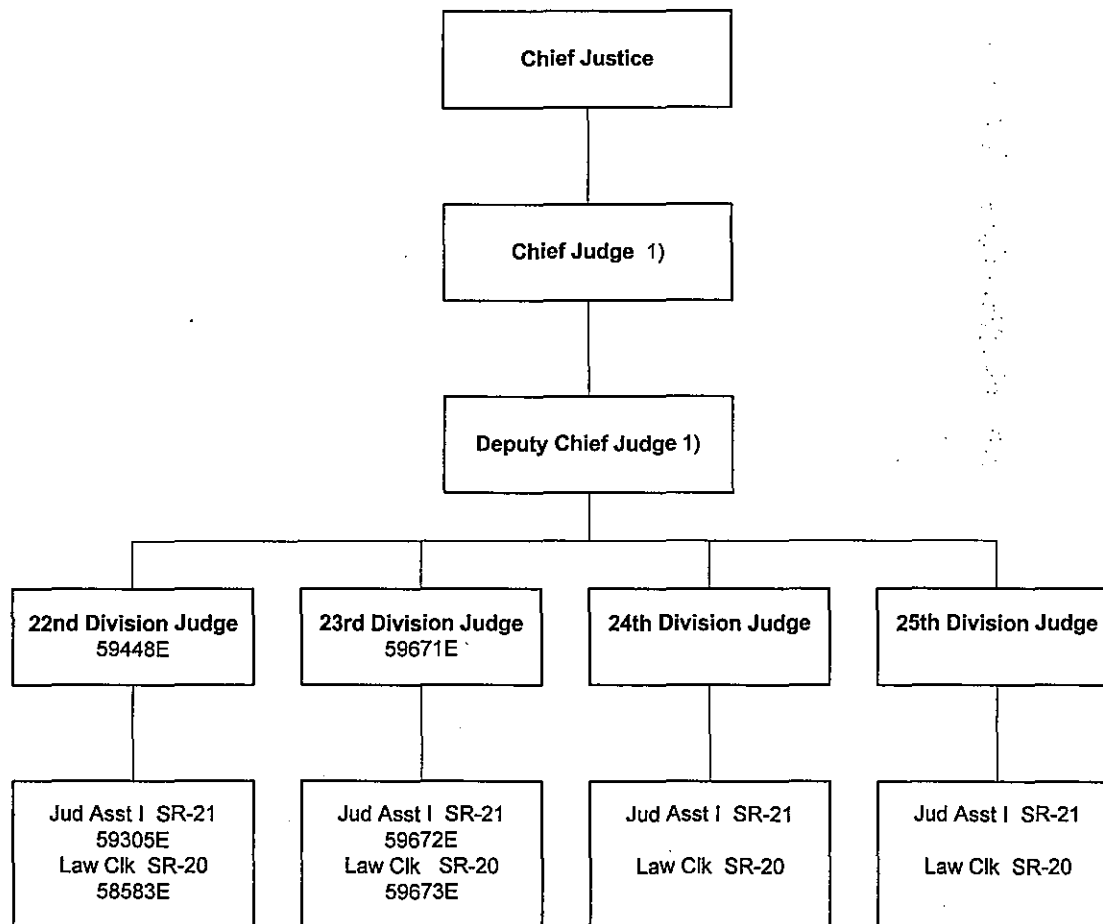 Chief Justice
Chief Judge 1)
Deputy Chief Judge 1)
22nd Division Judge
59448E
23rd Division Judge
59671E
24th Division Judge
25th Division Judge
Jud Asst I SR-21
59305E
Law Clk SR-20
58583E
Jud Asst I SR-21
59672E
Law Clk SR-20
59673E
Jud Asst I SR-21
Law Clk SR-20
Jud Asst I SR-21
Law Clk SR-20